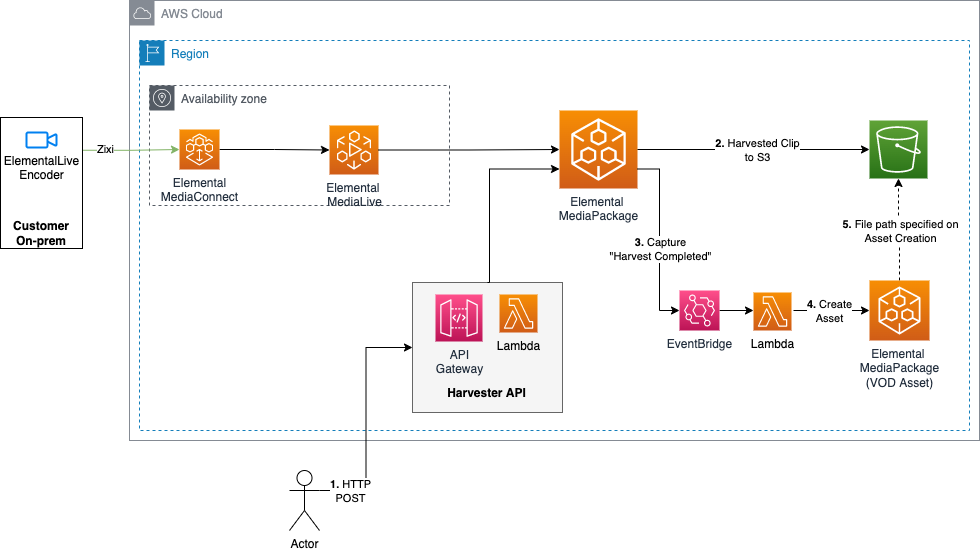 AWS Cloud
Region
Availability zone
ElementalLive
Encoder
Customer
On-prem
Zixi
Elemental
MediaConnect
Elemental
MediaLive
Elemental
MediaPackage
2. Harvested Clip
to S3
3. Capture
"Harvest Completed"
5. File path specified on
Asset Creation
API
Gateway
Lambda
Harvester API
EventBridge
Lambda
4. Create
Asset
Elemental
MediaPackage
(VOD Asset)
1. HTTP
POST
Actor